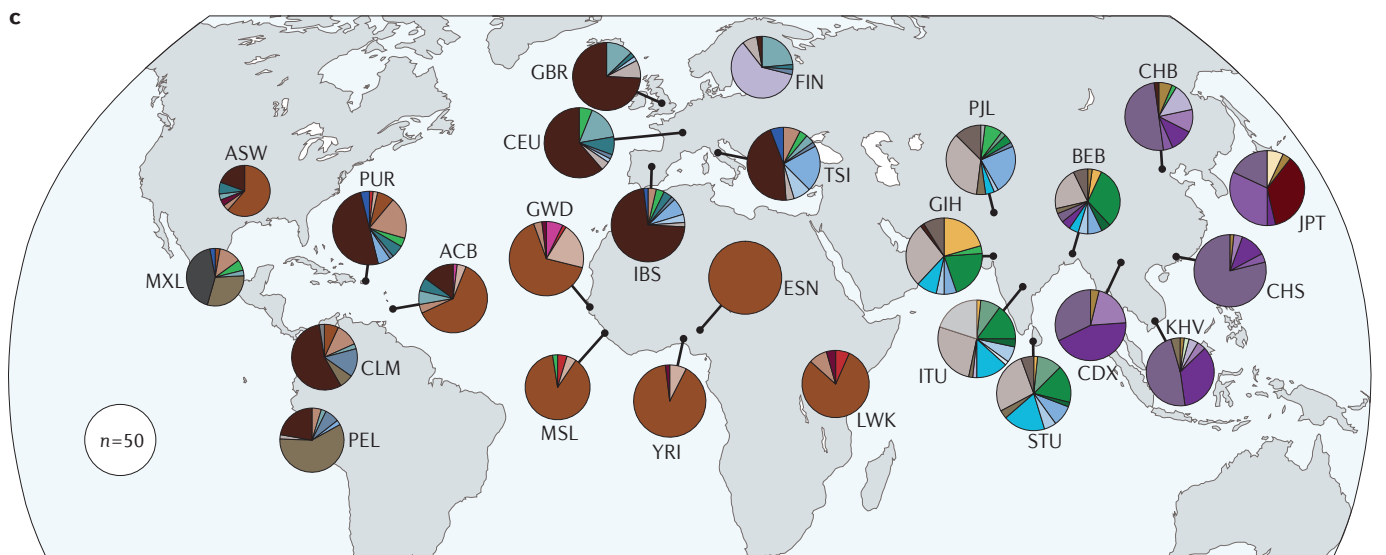 c
GBR
FIN
CHB
CEU
PJL
ASW
TSI
BEB
PUR
GWD
GIH
JPT
ACB
IBS
MXL
ESN
CHS
KHV
CLM
ITU
CDX
MSL
LWK
PEL
YRI
STU
n=50